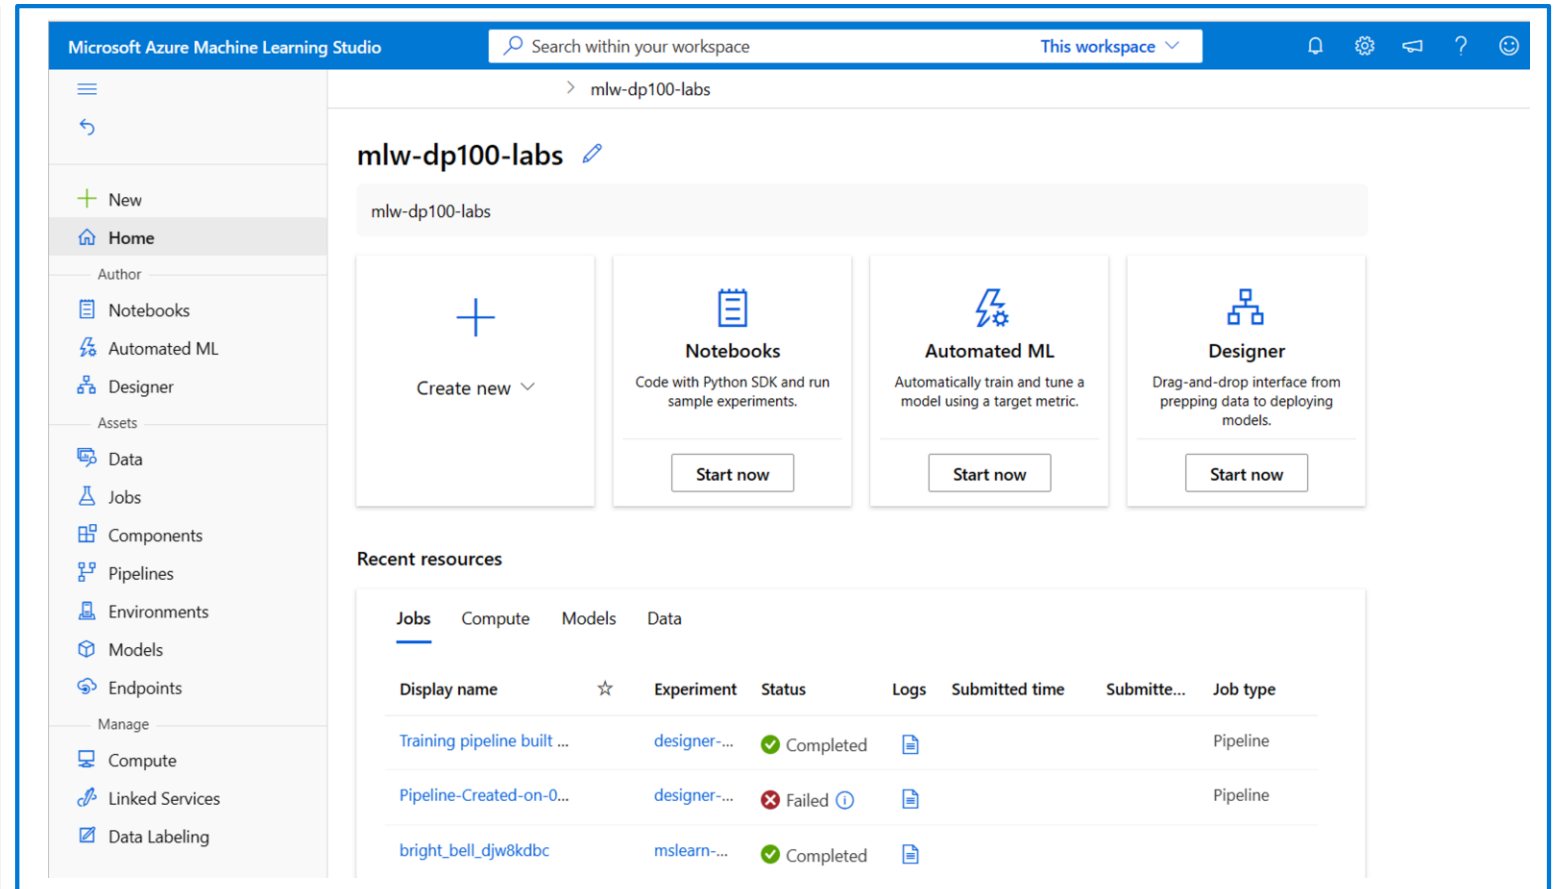 Microsoft Azure Machine Learning Studio
Search within your workspace
This workspace
mlw-dp100-labs
mlw-dp100-labs
mlw-dp100-labs
New
Home
Author
Notebooks
Automated ML
Designer
Assets
Data
Jobs
Components
Pipelines
Environments
Models
Endpoints
Manage
Compute
Linked Services
Data Labeling
Create new
Notebooks
Code with Python SDK and run
sample experiments.
Start now
Automated ML
Automatically train and tune a
model using a target metric.
Start now
Designer
Drag-and-drop interface from
prepping data to deploying
models.
Start now
Recent resources
Jobs Compute Models Data
Display name Experiment Status Logs Submitted time Submitte... Job type
Training pipeline built ... designer-... Completed Pipeline
Pipeline-Created-on-0... designer-... Failed Pipeline
bright_bell_djw8kdbc mslearn-... Completed